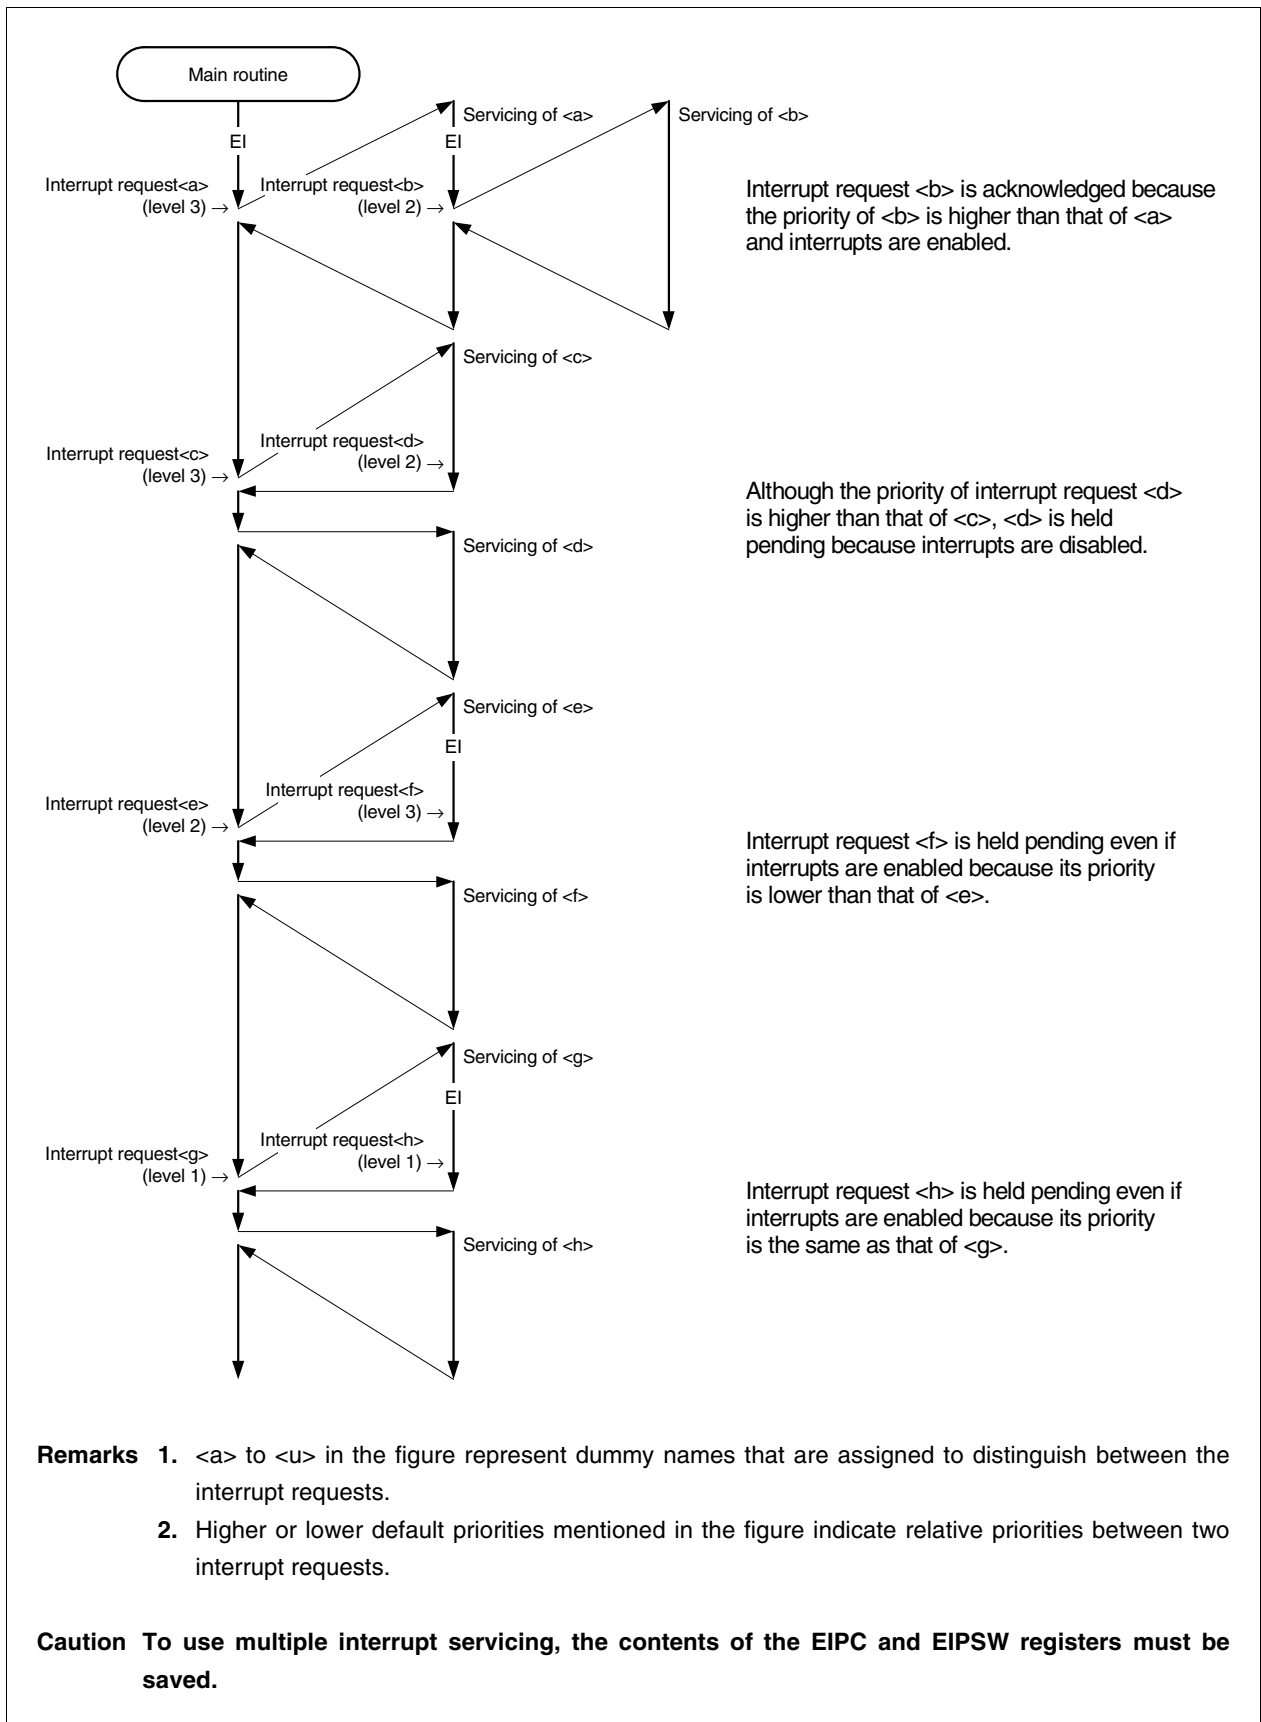 Main routine
EI
Servicing of <a>
EI
Servicing of <b>
Interrupt request<a>
(level 3) →
Interrupt request<b>
(level 2) →
Interrupt request <b> is acknowledged because
the priority of <b> is higher than that of <a>
and interrupts are enabled.
Servicing of <c>
Interrupt request<c>
(level 3) →
Interrupt request<d>
(level 2) →
Although the priority of interrupt request <d>
is higher than that of <c>, <d> is held
pending because interrupts are disabled.
Servicing of <d>
Servicing of <e>
EI
Interrupt request<e>
(level 2) →
Interrupt request<f>
(level 3) →
Interrupt request <f> is held pending even if
interrupts are enabled because its priority
is lower than that of <e>.
Servicing of <f>
Servicing of <g>
EI
Interrupt request<g>
(level 1) →
Interrupt request<h>
(level 1) →
Interrupt request <h> is held pending even if
interrupts are enabled because its priority
is the same as that of <g>.
Servicing of <h>
Remarks 1. <a> to <u> in the figure represent dummy names that are assigned to distinguish between the
interrupt requests.
2. Higher or lower default priorities mentioned in the figure indicate relative priorities between two
interrupt requests.
Caution To use multiple interrupt servicing, the contents of the EIPC and EIPSW registers must be
saved.